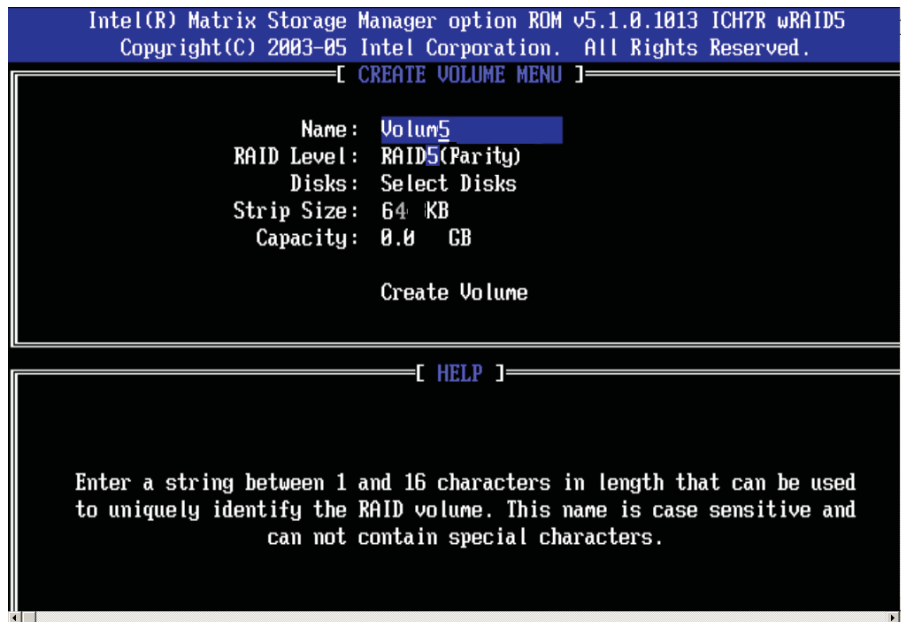 Intel(R) Matrix Storage Manager option ROM v5.1.0.1013 ICH7R wRAID5
Copyright(C) 2003-05 Intel Corporation. All Rights Reserved.
[ CREATE VOLUME MENU ]
Name: Volum5
RAID Level: RAID5(Parity)
Disks: Select Disks
Strip Size: 64 KB
Capacity: 0.0 GB
Create Volume
[ HELP ]
Enter a string between 1 and 16 characters in length that can be used
to uniquely identify the RAID volume. This name is case sensitive and
can not contain special characters.